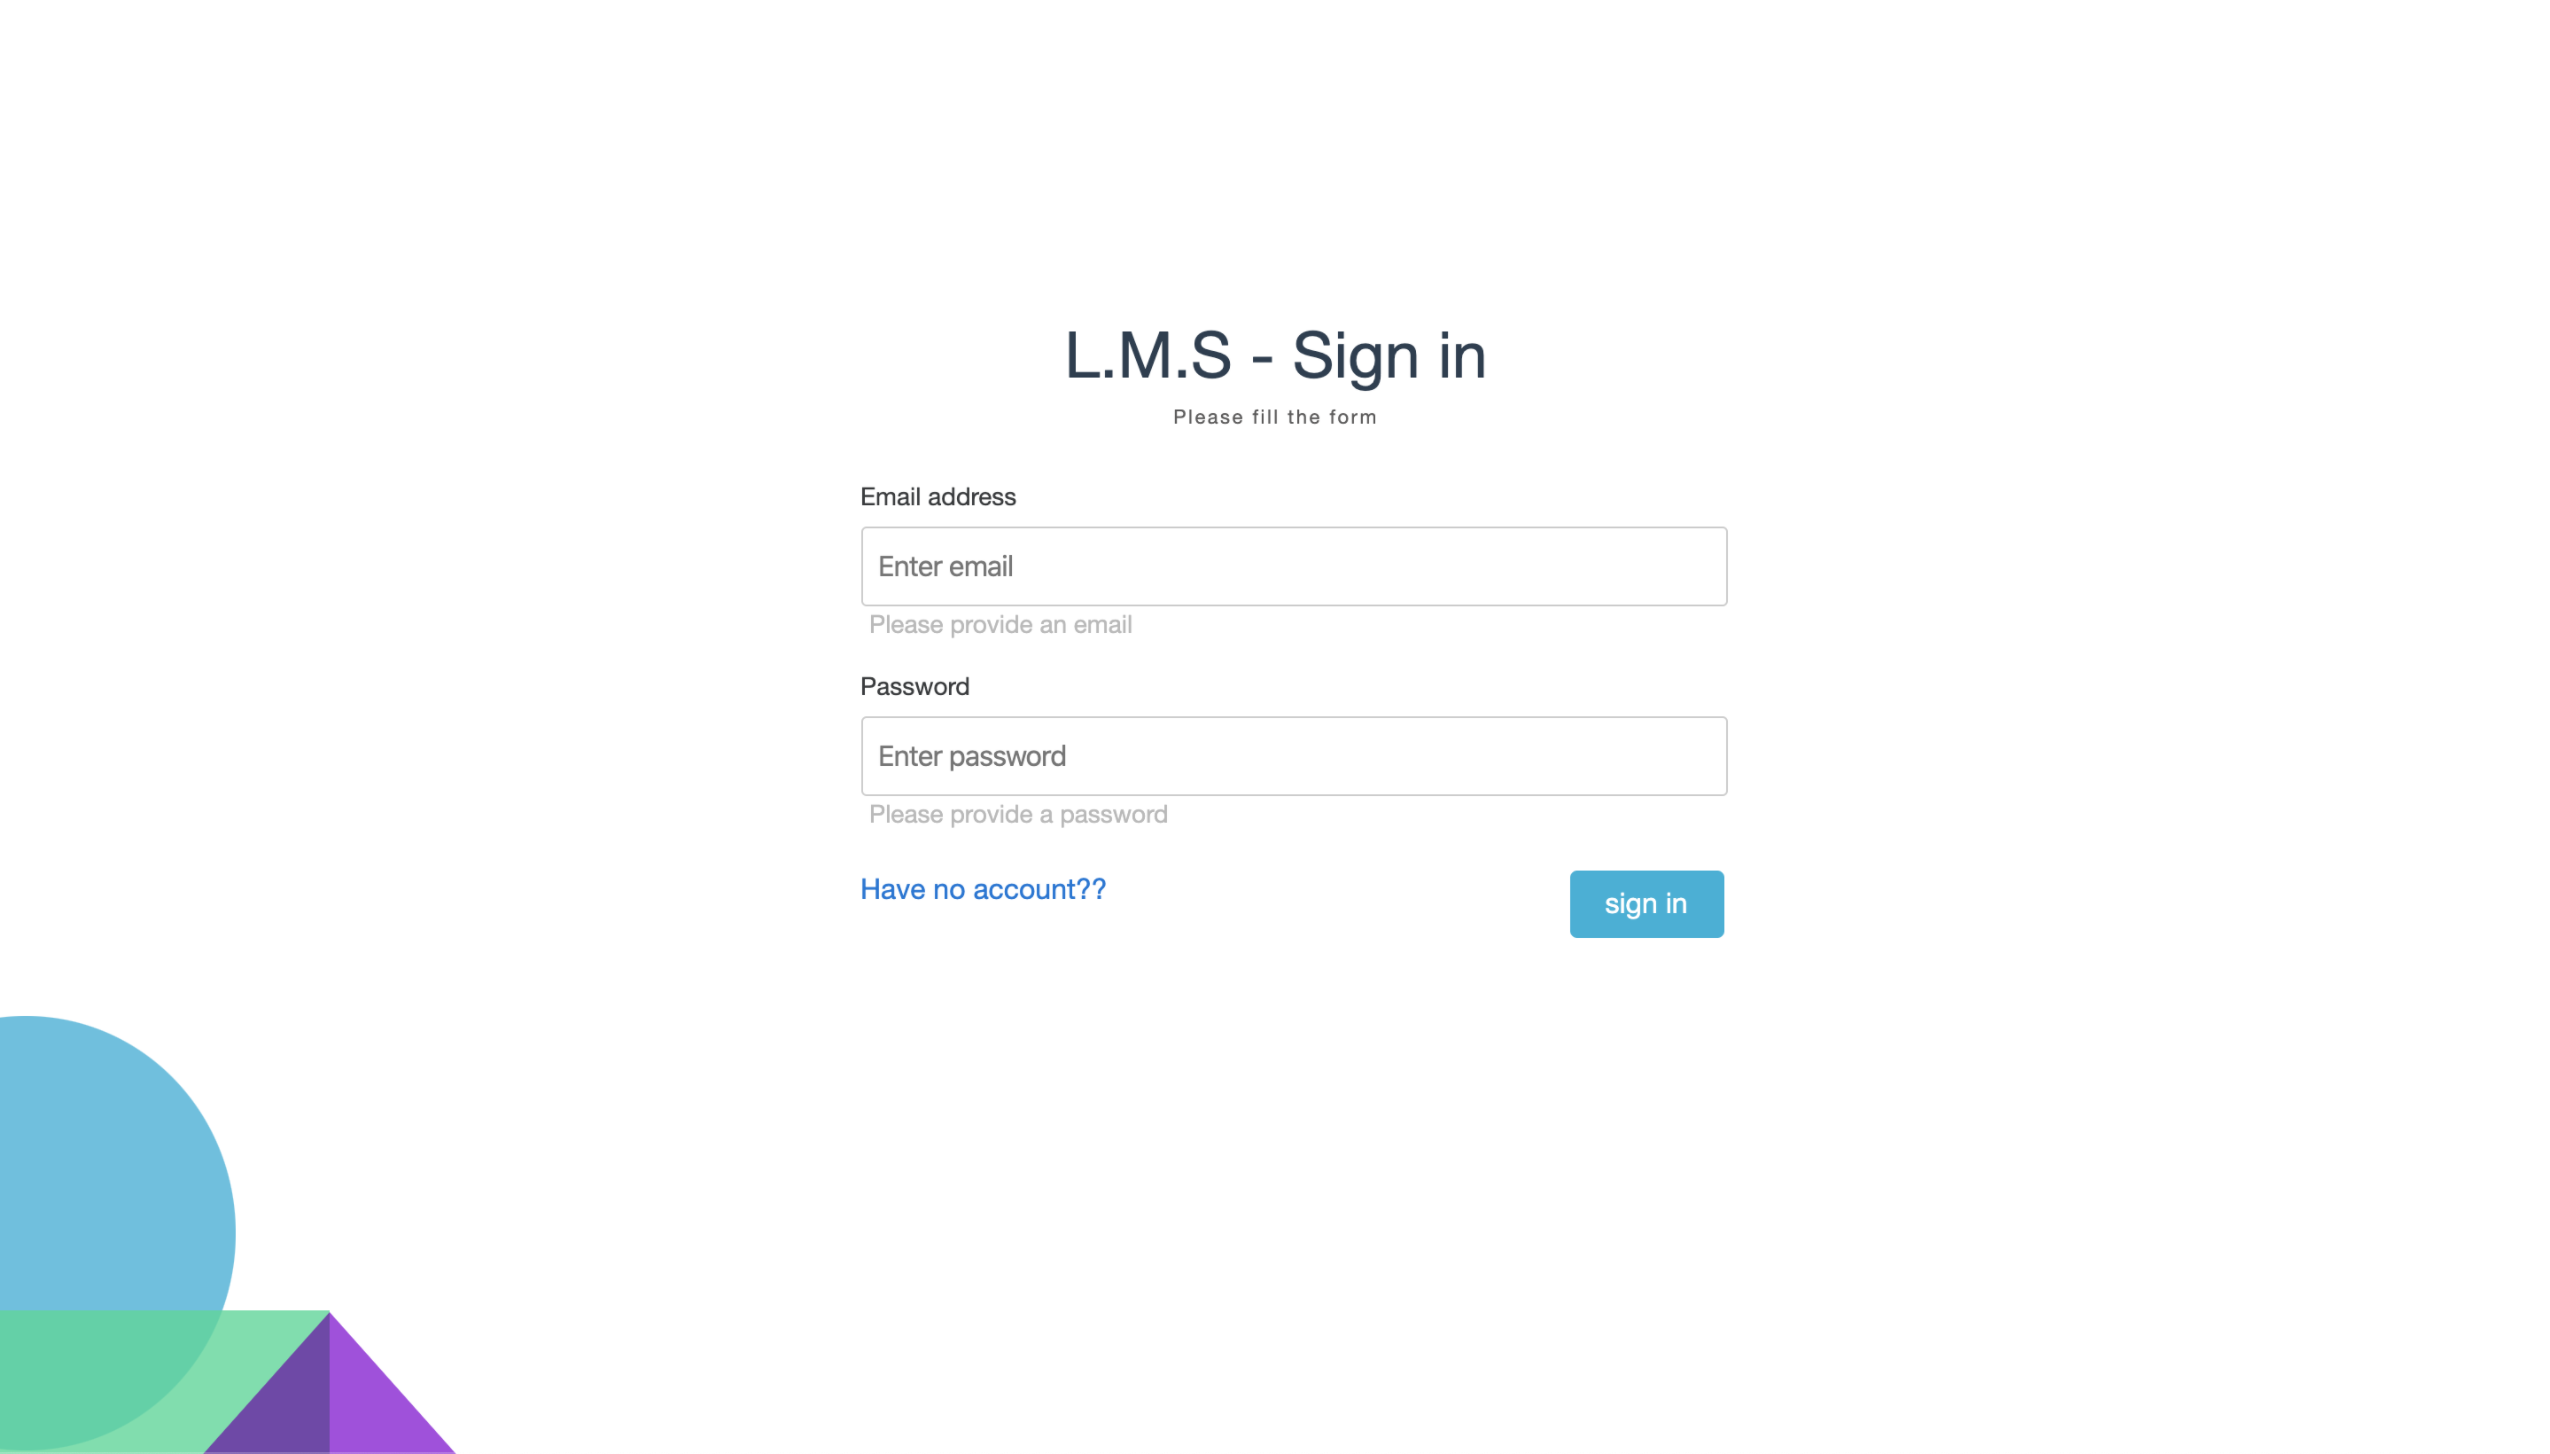 L.M.S - Sign in
Please fill the form
Email address
Enter email
Please provide an email
Password
Enter password
Please provide a password
Have no account??
sign in